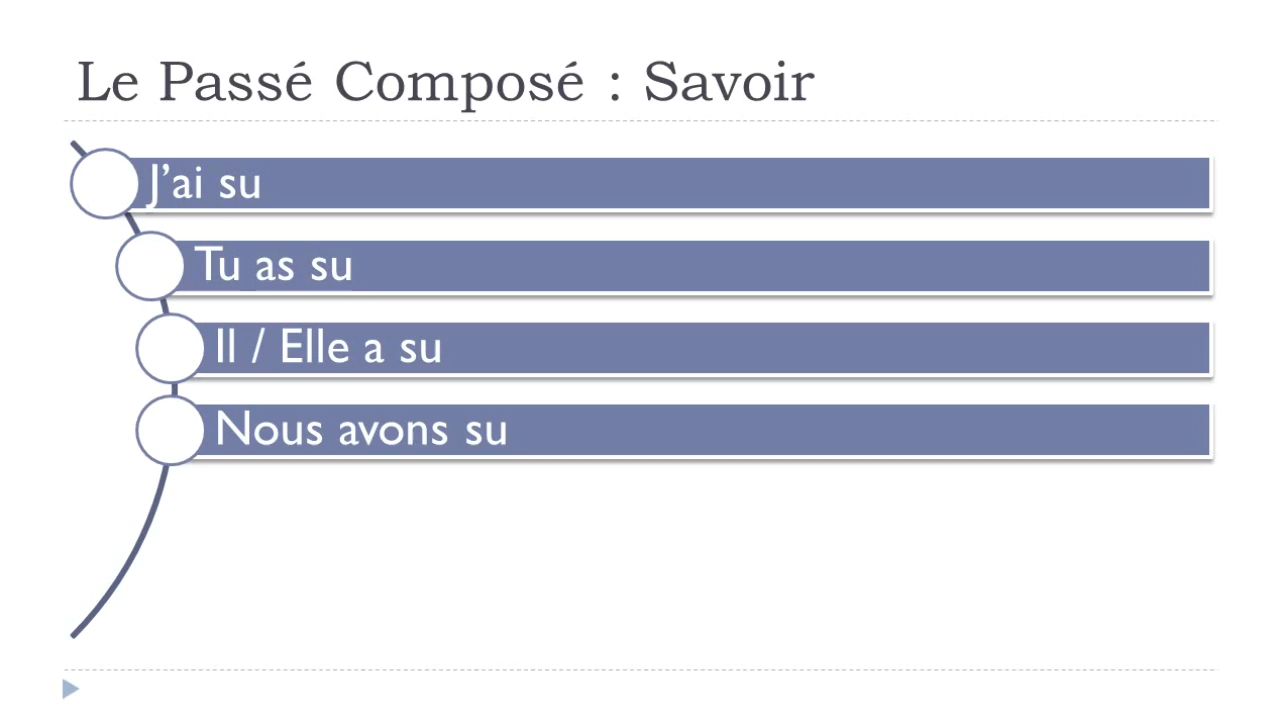 Le Passé Composé : Savoir
J’ai su
Tu as su
Il / Elle a su
Nous avons su